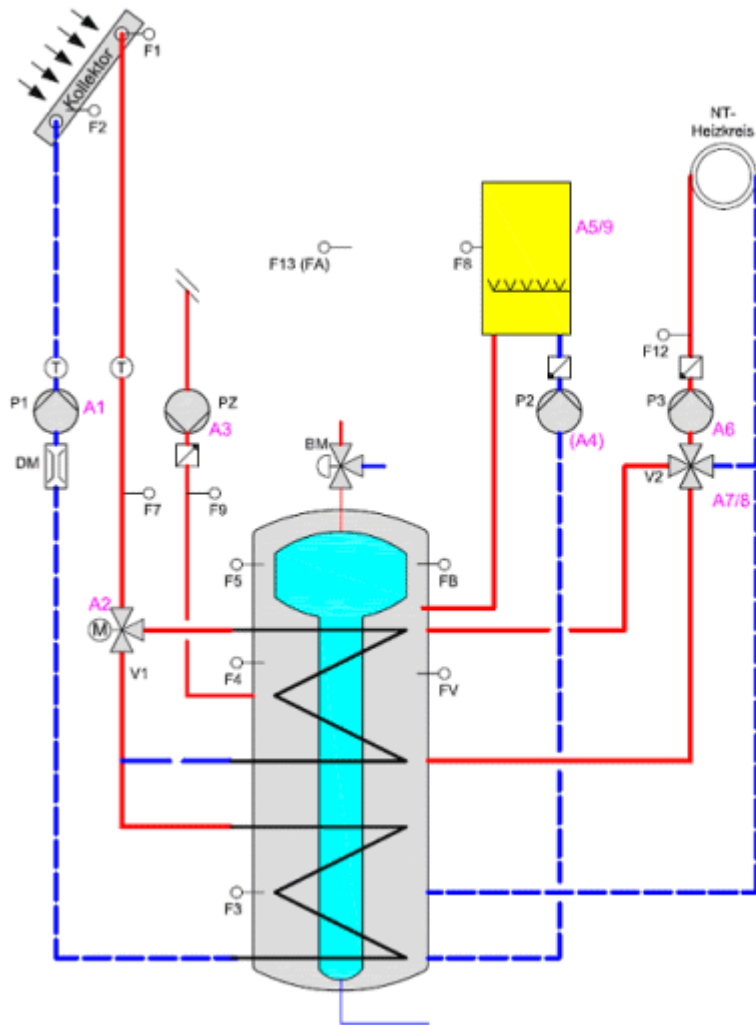 F1
Kollektor
F2
NT-
Heizkreis
A5/9
F13 (FA)
F8
F12
T
T
P1
A1
PZ
A3
P2
(A4)
P3
A6
DM
BM
V2
A7/8
F7
F9
F5
FB
A2
M
V1
F4
FV
F3